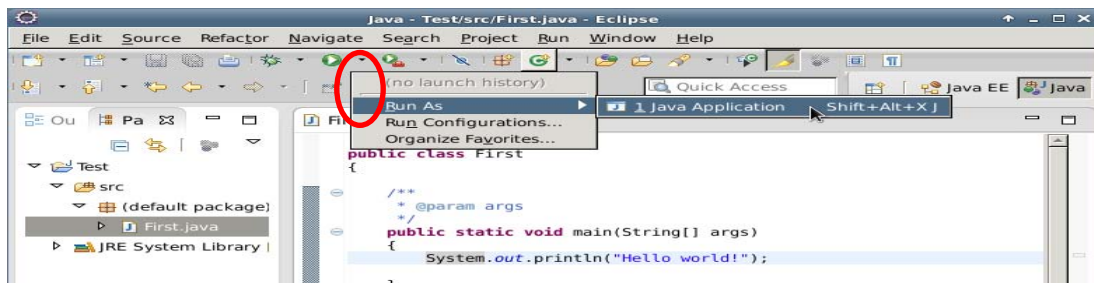 Java - Test/src/First.java - Eclipse
File Edit Source Refactor Navigate Search Project Run Window Help
(no launch history)
Quick Access
Java EE
Java
Run As
1 Java Application Shift+Alt+X J
Run Configurations...
Organize Favorites...
Ou
Pa
Fi
public class First
{
Test
src
(default package)
First.java
JRE System Library
/**
* @param args
*/
public static void main(String[] args)
{
System.out.println("Hello world!");
}